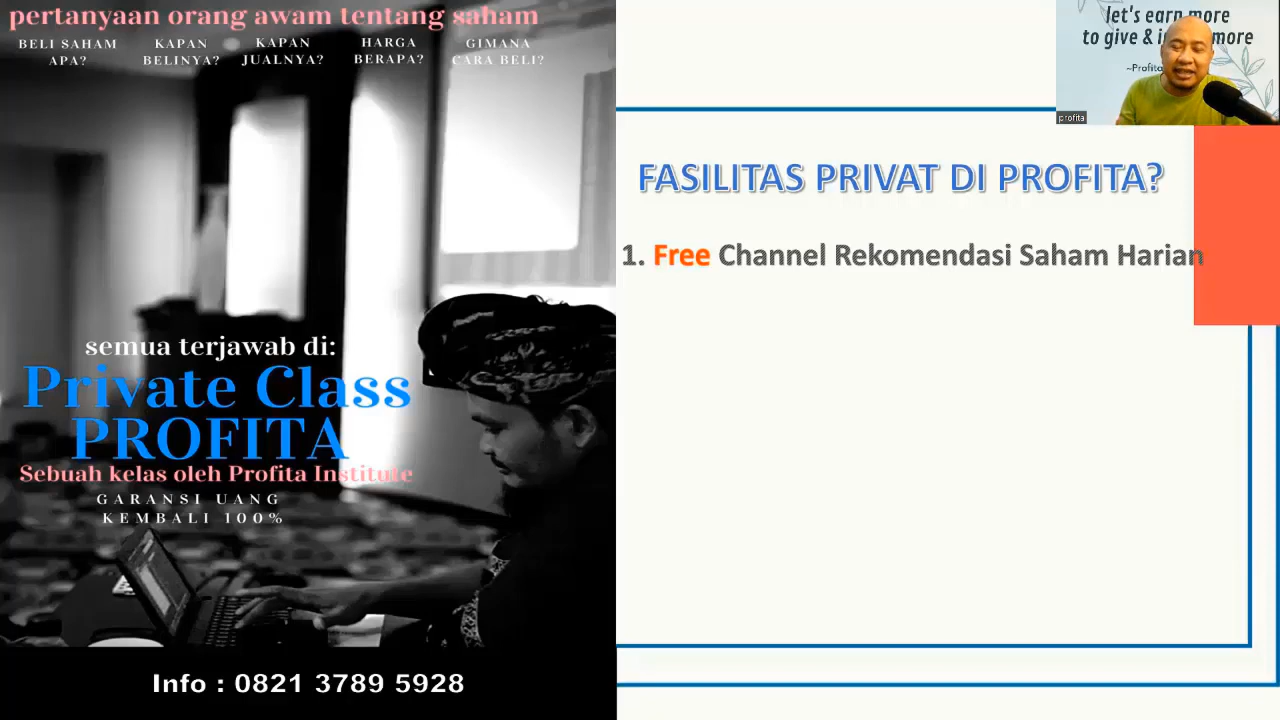 pertanyaan orang awam tentang saham
BELI SAHAM APA?
KAPAN BELINYA?
KAPAN JUALNYA?
HARGA BERAPA?
GIMANA CARA BELI?
semua terjawab di:
Private Class
PROFITA
Sebuah kelas oleh Profita Institute
GARANSI UANG
KEMBALI 100%
Info : 0821 3789 5928
let's earn more
to give & more
~Profita
profita
FASILITAS PRIVAT DI PROFITA?
1. Free Channel Rekomendasi Saham Harian